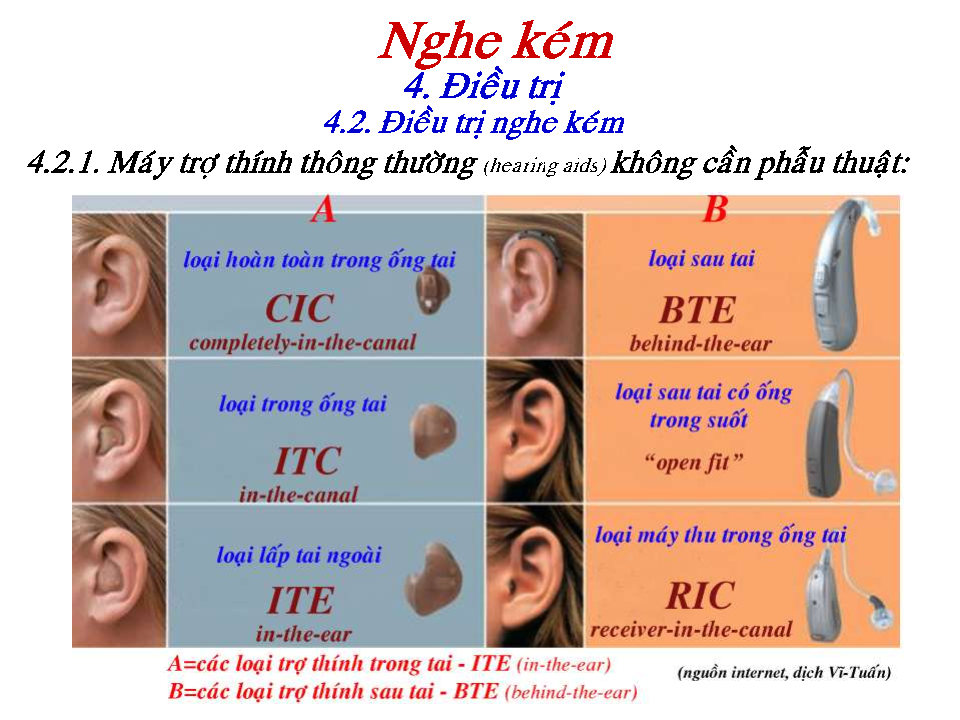 Nghe kém
4. Điều trị
4.2. Điều trị nghe kém
4.2.1. Máy trợ thính thông thường (hearing aids) không cần phẫu thuật:
A
loại hoàn toàn trong ống tai
CIC
completely-in-the-canal
loại trong ống tai
ITC
in-the-canal
loại lấp tai ngoài
ITE
in-the-ear
B
loại sau tai
BTE
behind-the-ear
loại sau tai có ống
trong suốt
“open fit”
loại máy thu trong ống tai
RIC
receiver-in-the-canal
A=các loại trợ thính trong tai - ITE (in-the-ear)
B=các loại trợ thính sau tai - BTE (behind-the-ear)
(nguồn internet, dịch Vĩ-Tuấn)